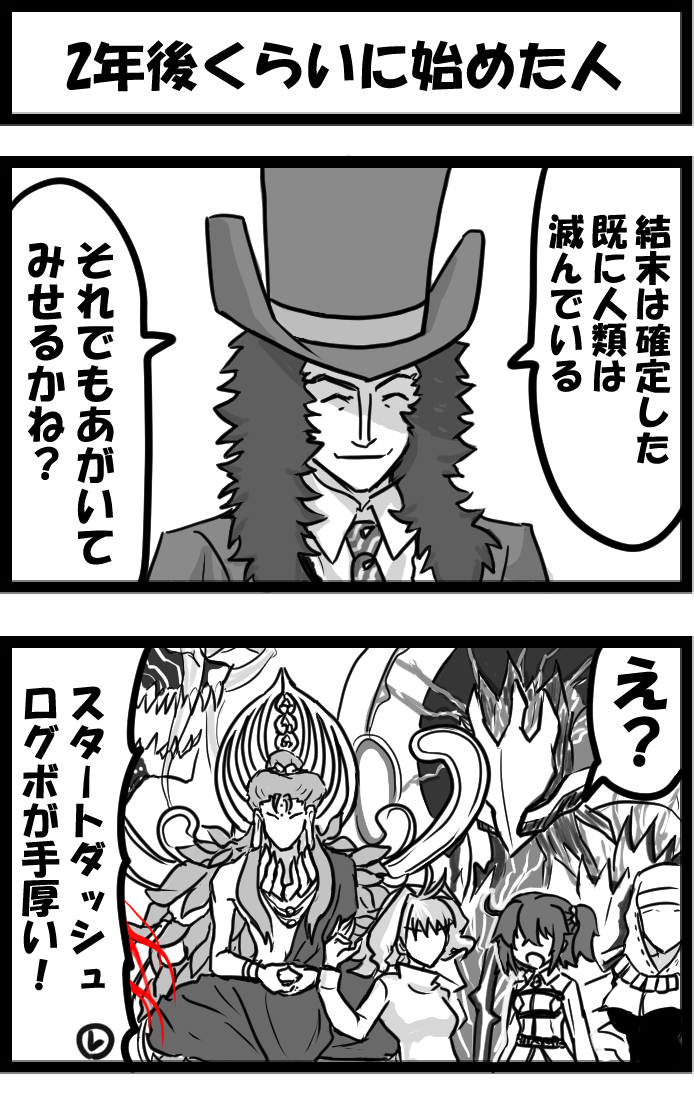 2年後くらいに始めた人
結末は確定した
既に人類は
滅んでいる
それでもあがいて
みせるかね？
え？
スタートダッシュ
ログボが手厚い！
レ